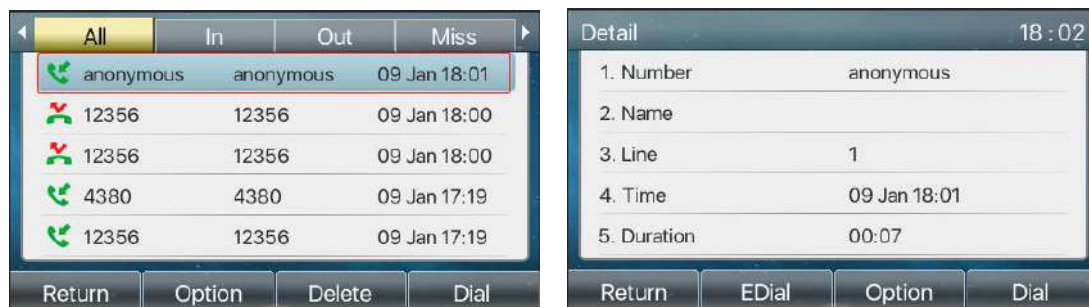 All In Out Miss
anonymous anonymous 09 Jan 18:01
12356 12356 09 Jan 18:00
12356 12356 09 Jan 18:00
4380 4380 09 Jan 17:19
12356 12356 09 Jan 17:19
Return Option Delete Dial
Detail 18:02
1. Number anonymous
2. Name
3. Line 1
4. Time 09 Jan 18:01
5. Duration 00:07
Return EDial Option Dial